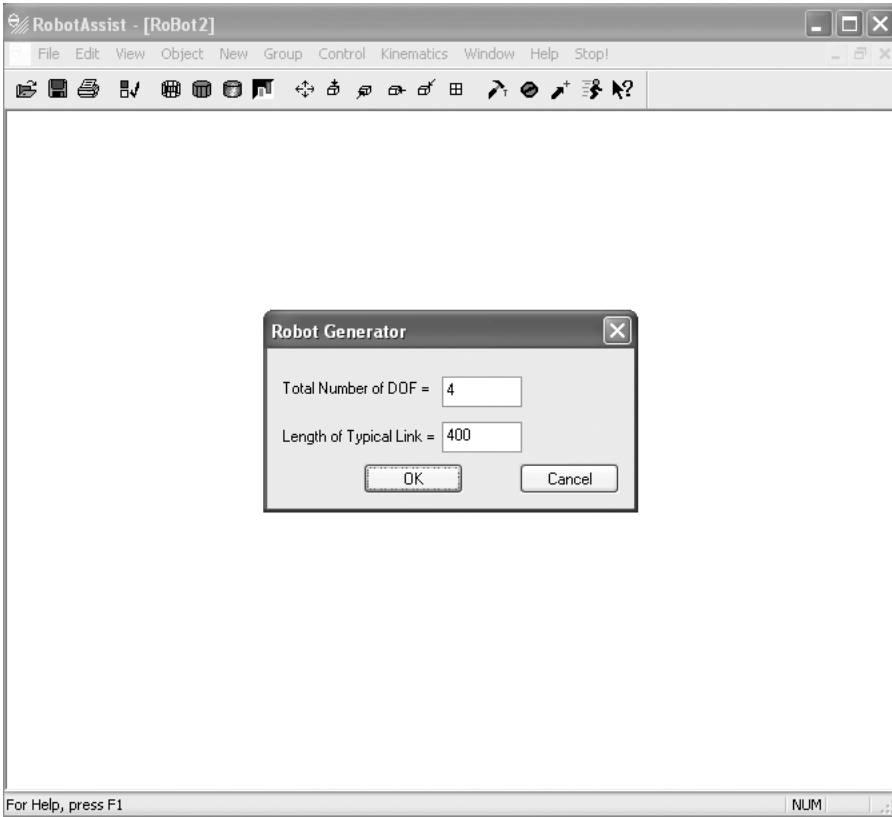 RobotAssist - [RoBot2]
File Edit View Object New Group Control Kinematics Window Help Stop!
Robot Generator
Total Number of DOF = 4
Length of Typical Link = 400
OK Cancel
For Help, press F1 NUM